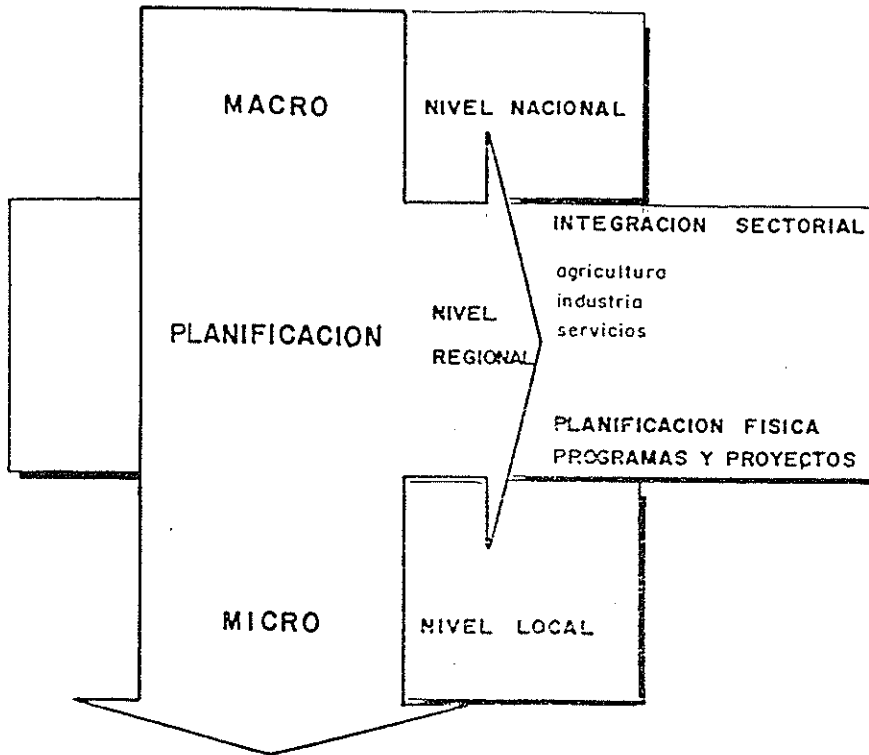 MACRO
NIVEL NACIONAL
INTEGRACION SECTORIAL
agricultura
industria
servicios
PLANIFICACION
NIVEL
REGIONAL
PLANIFICACION FISICA
PROGRAMAS Y PROYECTOS
MICRO
NIVEL LOCAL